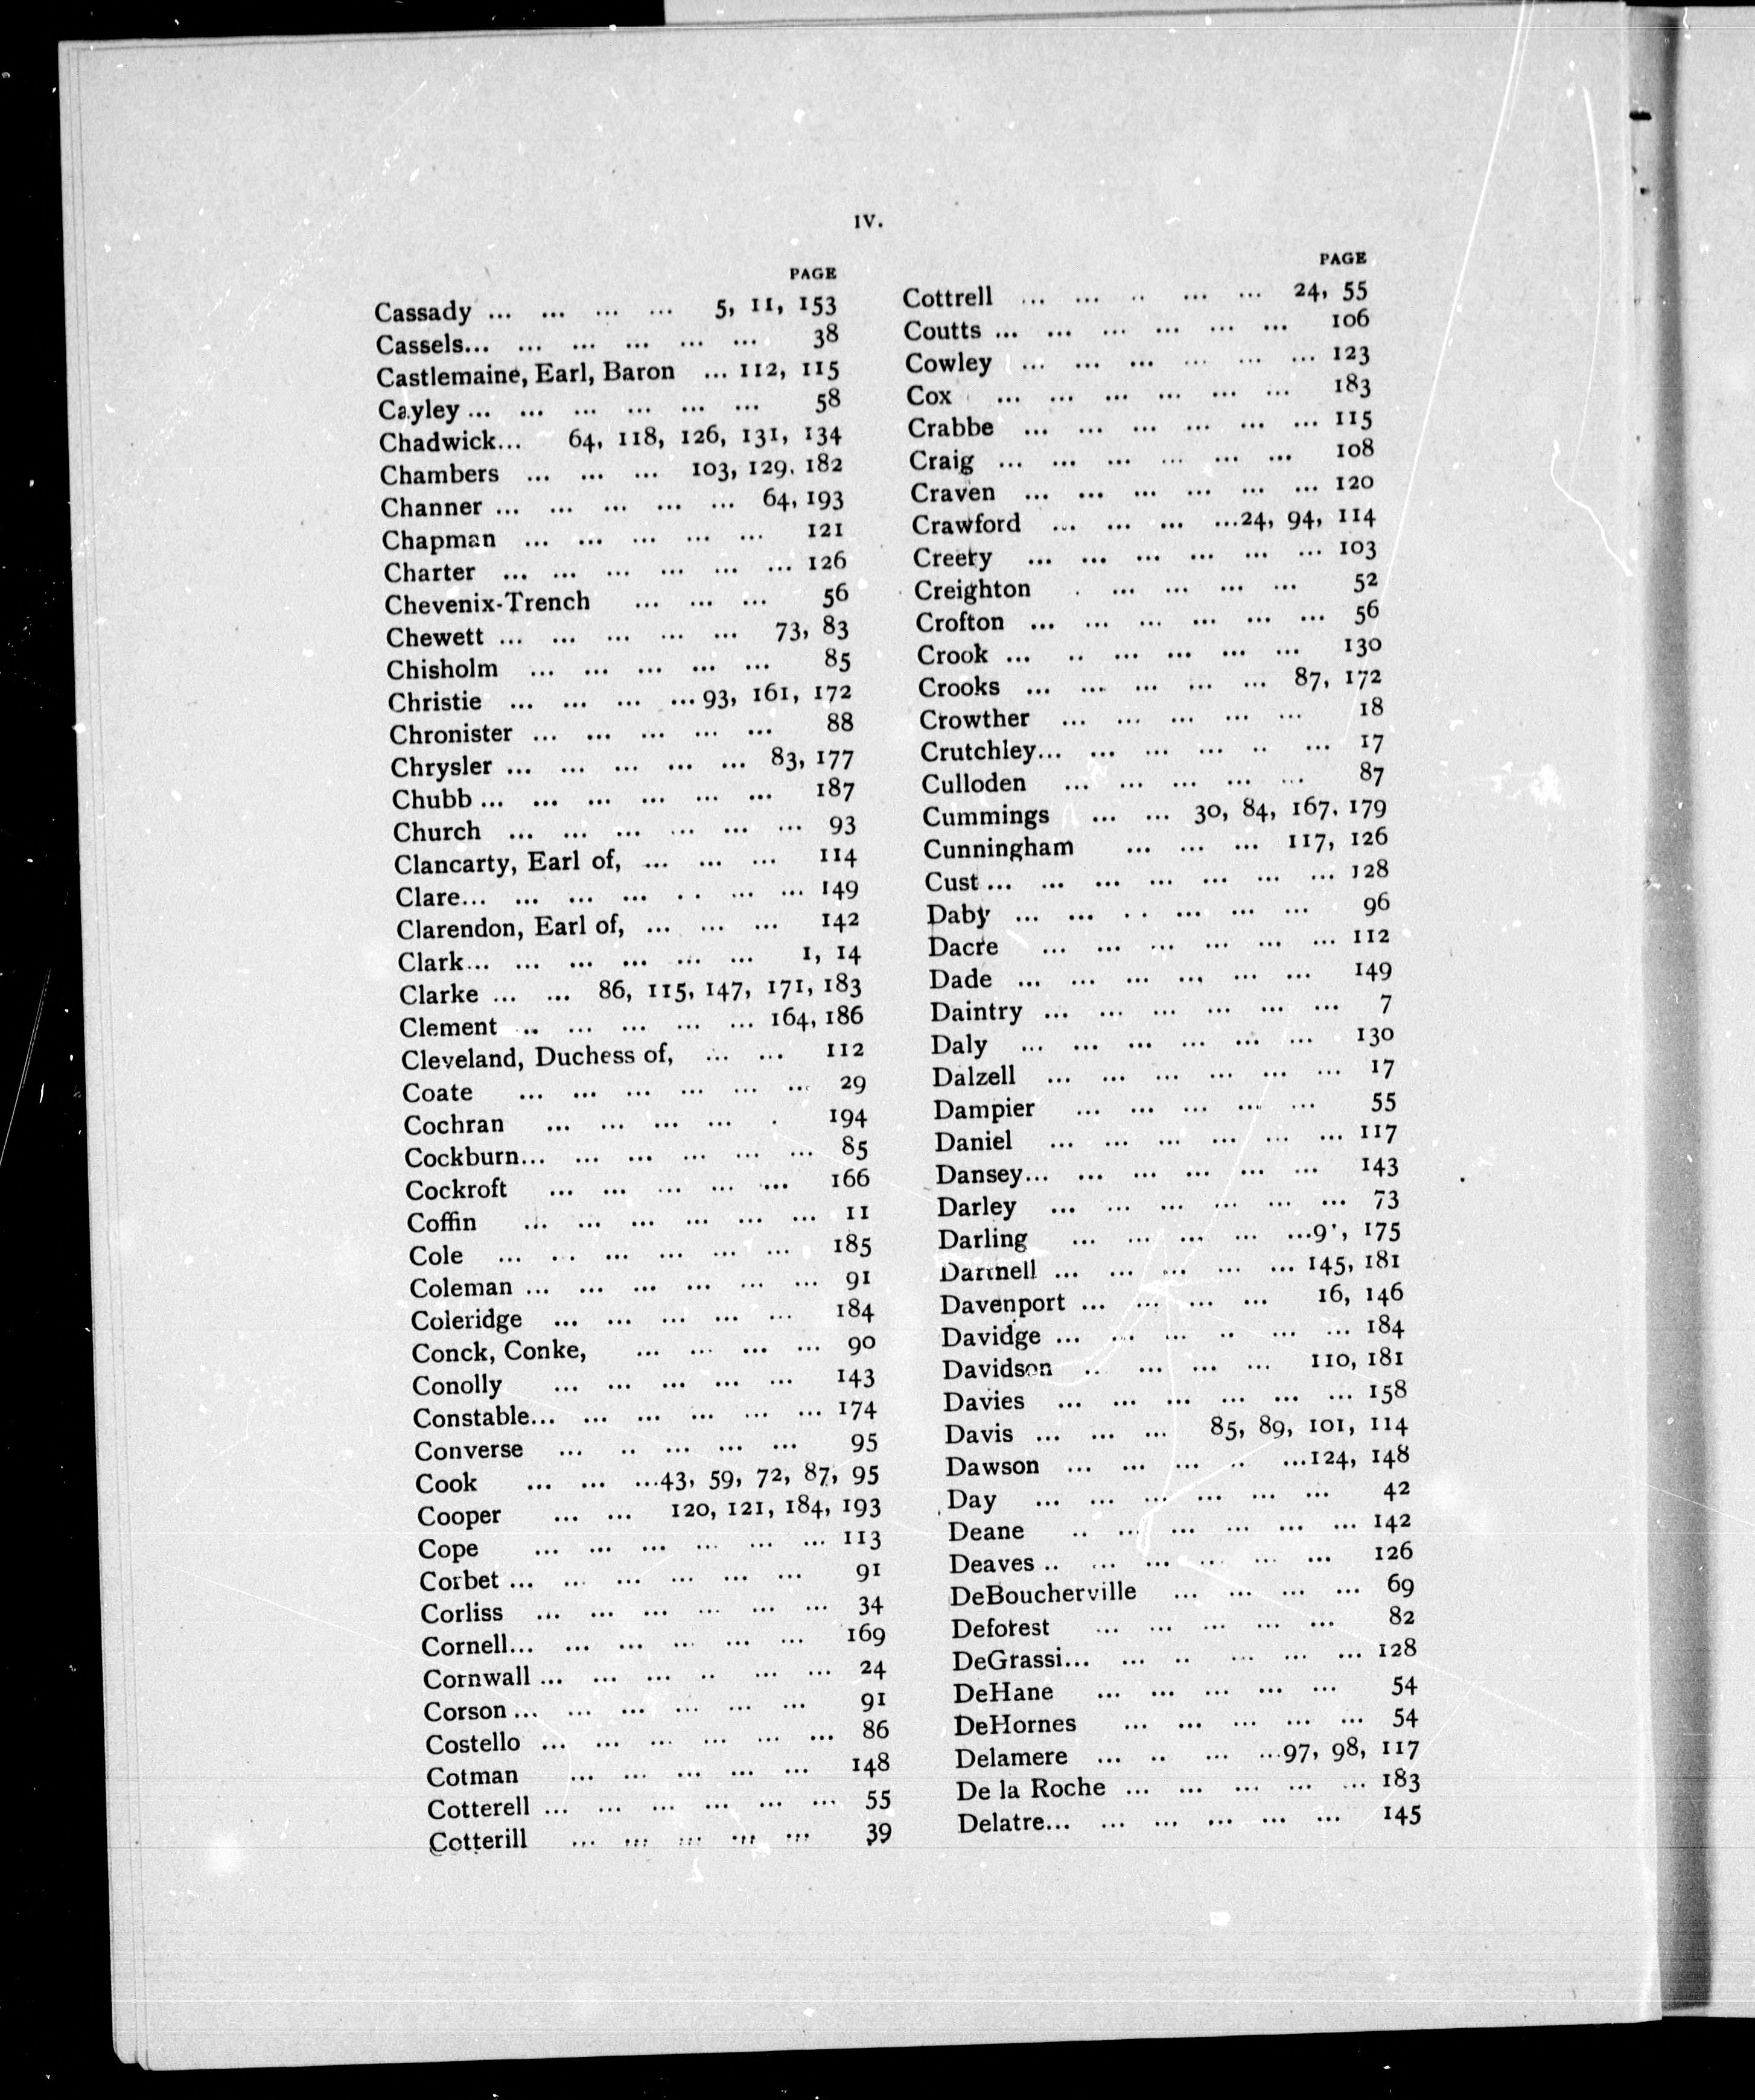 IV.
PAGE
Cassady ... ... ... ... 5, 11, 153
Cassels... ... ... ... ... ... 38
Castlemaine, Earl, Baron ... 112, 115
Cayley ... ... ... ... ... ... 58
Chadwick... 64, 118, 126, 131, 134
Chambers ... ... ... 103, 129, 182
Channer ... ... ... ... ... 64, 193
Chapman ... ... ... ... ... 121
Charter ... ... ... ... ... ... 126
Chevenix-Trench ... ... ... 56
Chewett ... ... ... ... ... 73, 83
Chisholm ... ... ... ... ... 85
Christie ... ... ... ... 93, 161, 172
Chronister ... ... ... ... ... 88
Chrysler ... ... ... ... ... 83, 177
Chubb ... ... ... ... ... ... 187
Church ... ... ... ... ... ... 93
Clancarty, Earl of, ... ... ... 114
Clare... ... ... ... .. ... ... 149
Clarendon, Earl of, ... ... ... 142
Clark... ... ... ... ... ... 1, 14
Clarke ... ... 86, 115, 147, 171, 183
Clement .. ... ... ... ... 164, 186
Cleveland, Duchess of, ... ... 112
Coate ... ... ... ... ... ... 29
Cochran ... ... ... ... . 194
Cockburn... ... ... ... ... ... 85
Cockroft ... ... ... ... ... 166
Coffin ... ... ... ... ... ... 11
Cole ... ... ... ... ... ... 185
Coleman ... ... ... ... ... ... 91
Coleridge ... ... ... ... ... 184
Conck, Conke, ... ... ... ... 90
Conolly ... ... ... ... ... 143
Constable... ... ... ... ... ... 174
Converse ... .. ... ... ... 95
Cook ... ... ...43, 59, 72, 87, 95
Cooper ... ... 120, 121, 184, 193
Cope ... ... ... ... ... ... 113
Corbet ... ... ... ... ... ... 91
Corliss ... ... ... ... ... ... 34
Cornell... ... ... ... ... ... 169
Cornwall ... ... ... .. ... ... 24
Corson ... ... ... ... ... ... 91
Costello ... ... ... ... ... ... 86
Cotman ... ... ... ... ... 148
Cotterell ... ... ... ... ... ... 55
Cotterill ... ... ... ... ... 39
PAGE
Cottrell ... ... .. ... ... 24, 55
Coutts ... ... ... ... ... ... 106
Cowley ... ... ... ... ... ... 123
Cox ... ... ... ... ... ... 183
Crabbe ... ... ... ... ... ... 115
Craig ... ... ... ... ... ... 108
Craven ... ... ... ... ... ... 120
Crawford ... ... ... ...24, 94, 114
Creery ... ... ... ... ... ... 103
Creighton . ... ... ... ... 52
Crofton ... ... ... ... ... ... 56
Crook ... .. ... ... ... ... 130
Crooks ... ... ... ... ... 87, 172
Crowther ... ... ... ... ... 18
Crutchley... ... ... ... .. ... 17
Culloden ... ... ... ... ... 87
Cummings ... ... 30, 84, 167, 179
Cunningham ... ... ... 117, 126
Cust ... ... ... ... ... ... ... 128
Daby ... ... .. ... ... ... 96
Dacre ... ... ... ... ... ... 112
Dade ... ... ... ... ... ... 149
Daintry ... ... ... ... ... ... 7
Daly ... ... ... ... ... ... 130
Dalzell ... ... ... ... ... ... 17
Dampier ... ... ... ... ... 55
Daniel ... ... ... ... ... ... 117
Dansey... ... ... ... ... ... 143
Darley ... ... ... ... ... ... 73
Darling ... ... ... ... ...9', 175
Dartnell ... ... ... ... ... 145, 181
Davenport ... ... ... ... 16, 146
Davidge ... ... ... .. ... ... 184
Davidson .. ... ... ... 110, 181
Davies ... ... ... ... ... ... 158
Davis ... ... ... 85, 89, 101, 114
Dawson ... ... ... .. ...124, 148
Day ... ... ... ... ... ... 42
Deane .. ... ... ... ... ... 142
Deaves .. ... ... ... ... ... 126
DeBoucherville ... ... ... ... 69
Deforest ... ... ... ... ... 82
DeGrassi... ... .. ... ... ... 128
DeHane ... ... ... ... ... 54
DeHornes ... ... ... ... ... 54
Delamere ... .. ... ...97, 98, 117
De la Roche ... ... ... ... ... 183
Delatre... ... ... ... ... ... 145